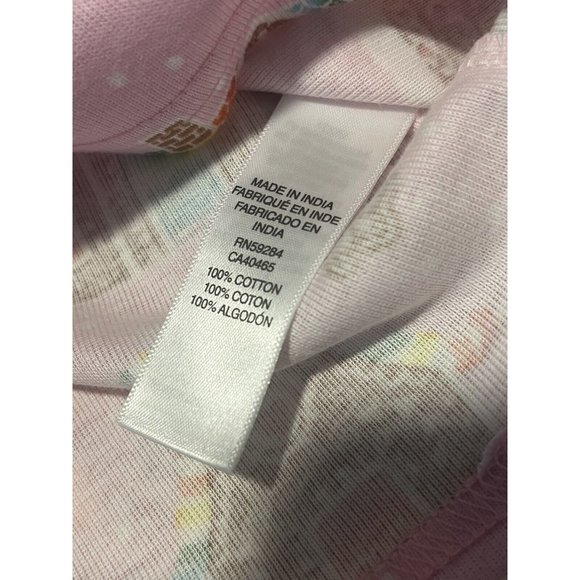 MADE IN INDIA
FABRIQUÉ EN INDE
FABRICADO EN
INDIA
RN59284
CA40465
100% COTTON
100% COTON
100% ALGODÓN